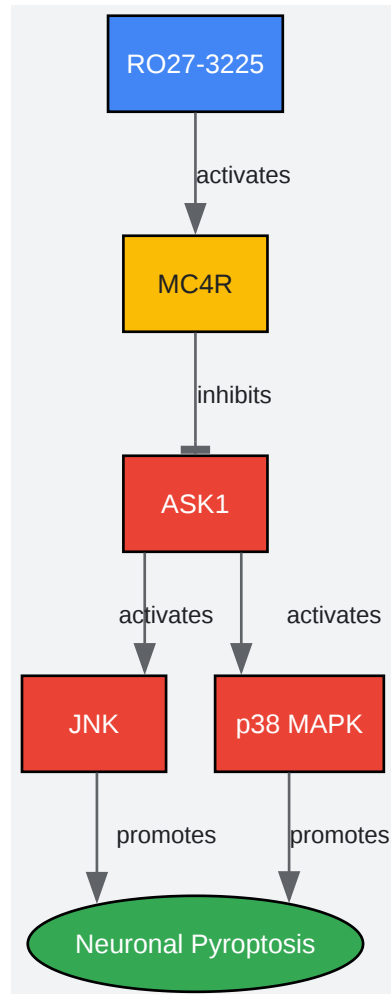 RO27-3225
activates
MC4R
inhibits
ASK1
activates
activates
JNK
p38 MAPK
promotes
promotes
Neuronal Pyroptosis